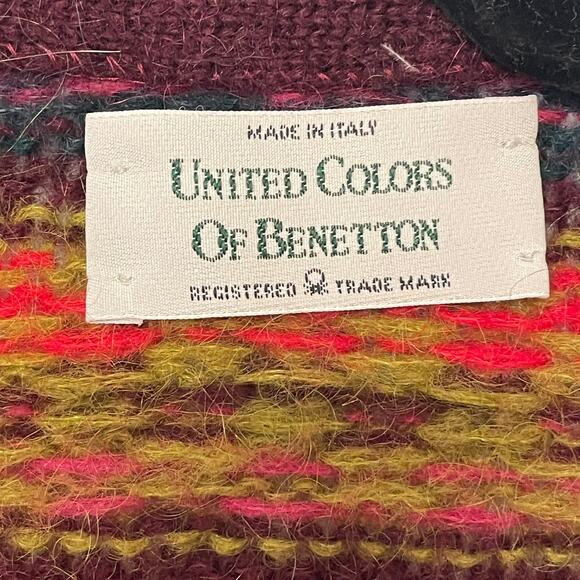 MADE IN ITALY
UNITED COLORS
OF BENETTON
REGISTERED TRADE MARK